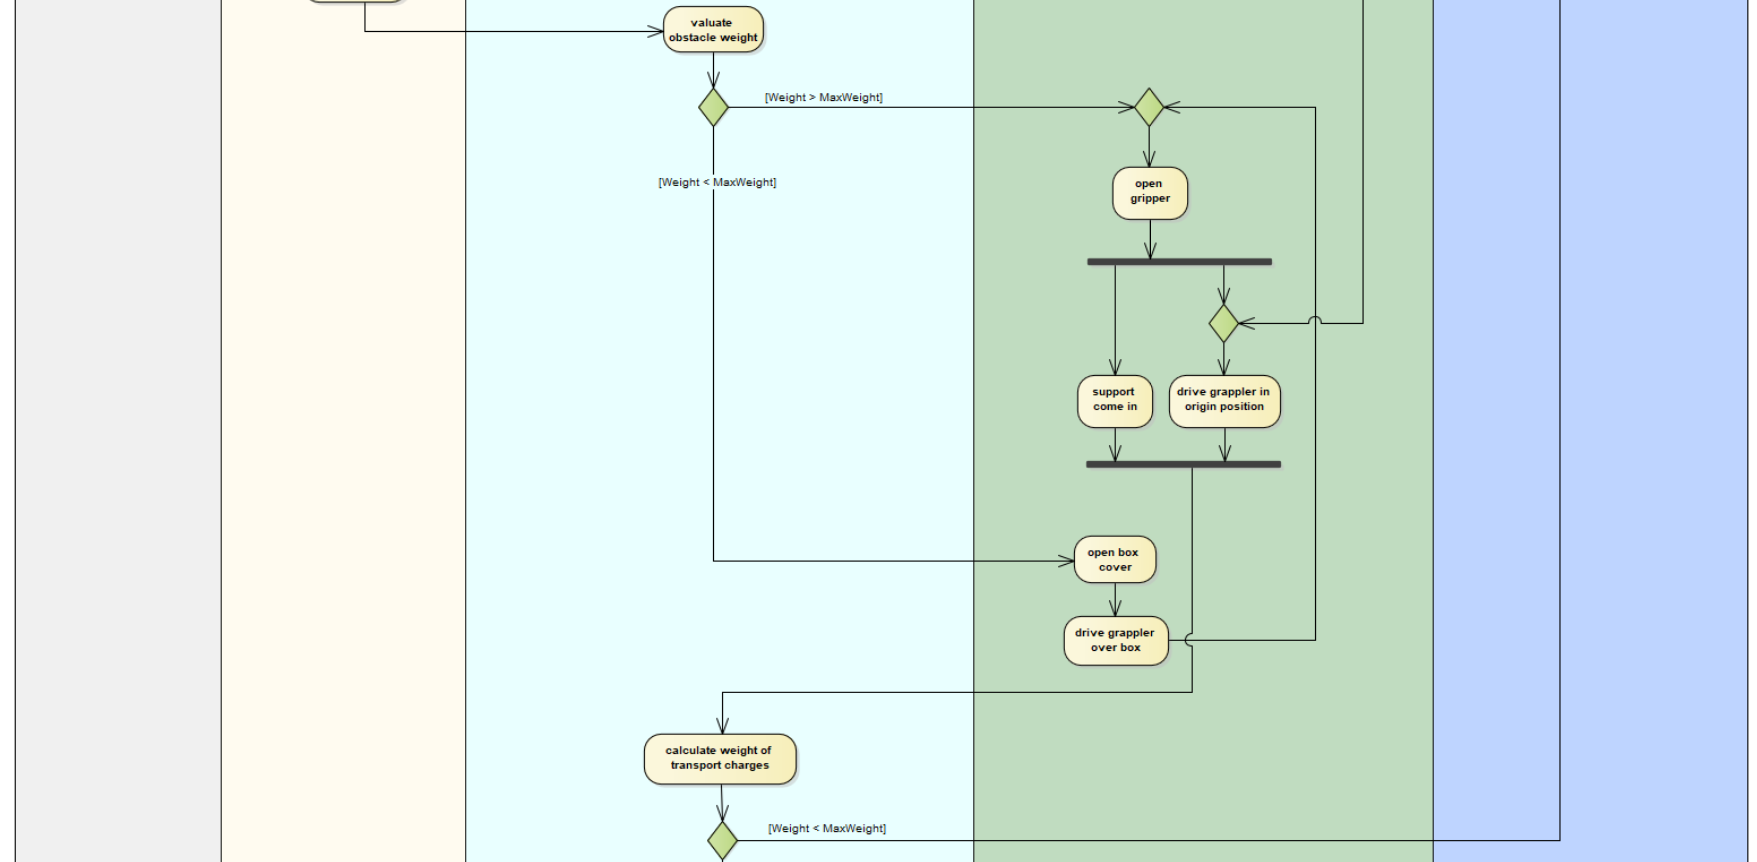 valuate
obstacle weight
[Weight > MaxWeight]
[Weight < MaxWeight]
open
gripper
support
come in
drive grappler in
origin position
open box
cover
drive grappler
over box
calculate weight of
transport charges
[Weight < MaxWeight]